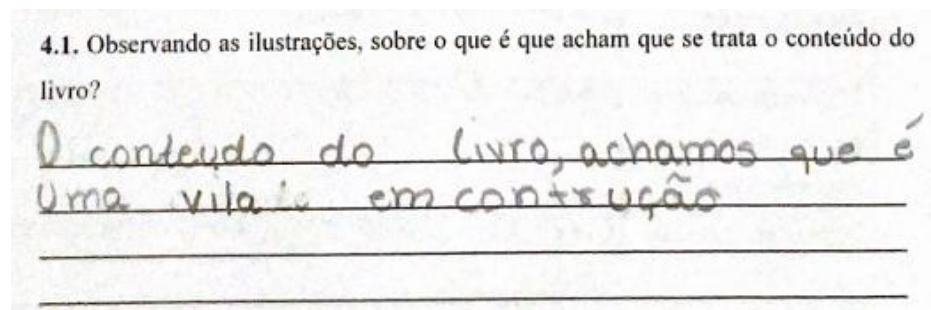 4.1. Observando as ilustrações, sobre o que é que acham que se trata o conteúdo do
livro?
O conteudo do livro, achamos que é
Uma vila em contrução